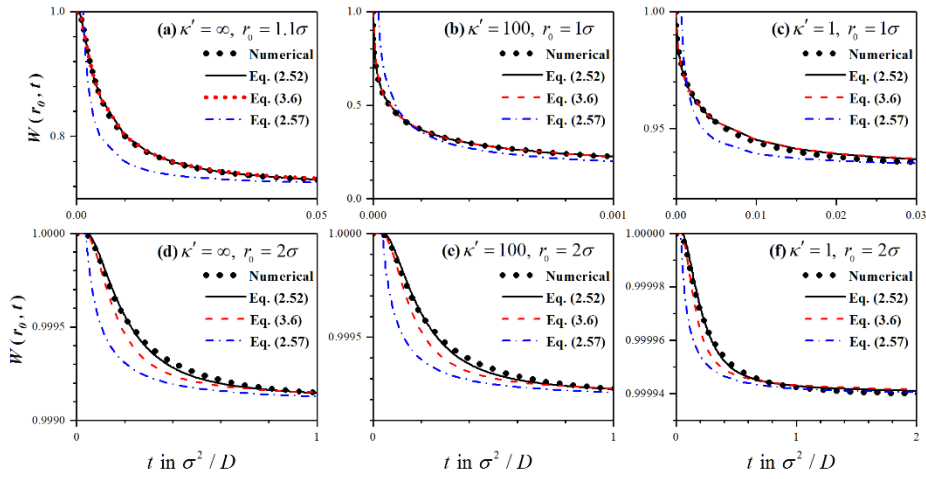 (a) κ′ = ∞, r₀ = 1.1σ
Numerical
Eq. (2.52)
Eq. (3.6)
Eq. (2.57)
1.0
0.8
0.00
0.05
W(r₀, t)
(b) κ′ = 100, r₀ = 1σ
Numerical
Eq. (2.52)
Eq. (3.6)
Eq. (2.57)
1.0
0.5
0.0
0.000
0.001
(c) κ′ = 1, r₀ = 1σ
Numerical
Eq. (2.52)
Eq. (3.6)
Eq. (2.57)
1.00
0.95
0.00
0.01
0.02
0.03
(d) κ′ = ∞, r₀ = 2σ
Numerical
Eq. (2.52)
Eq. (3.6)
Eq. (2.57)
1.0000
0.9995
0.9990
0
1
W(r₀, t)
t in σ² / D
(e) κ′ = 100, r₀ = 2σ
Numerical
Eq. (2.52)
Eq. (3.6)
Eq. (2.57)
1.0000
0.9995
0
1
t in σ² / D
(f) κ′ = 1, r₀ = 2σ
Numerical
Eq. (2.52)
Eq. (3.6)
Eq. (2.57)
1.00000
0.99998
0.99996
0.99994
0
1
2
t in σ² / D